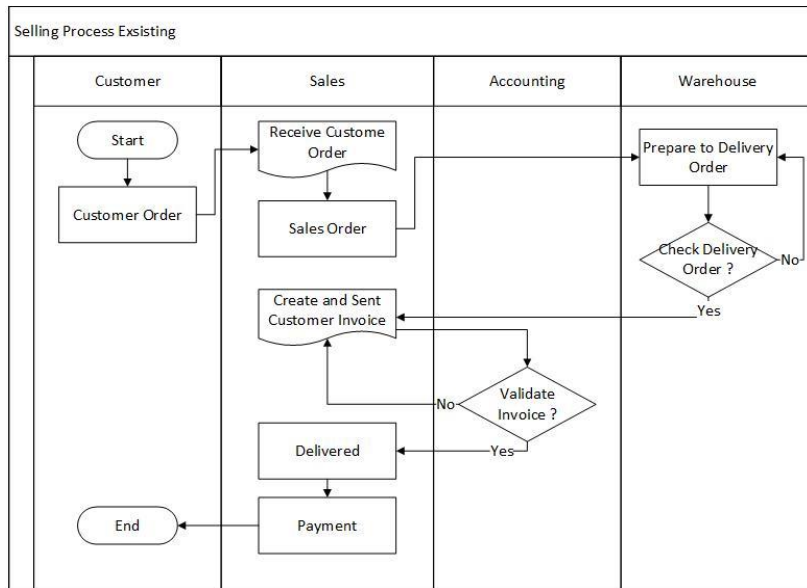 Selling Process Exsisting
Customer
Sales
Accounting
Warehouse
Start
Receive Custome
Order
Prepare to Delivery
Order
Customer Order
Sales Order
Check Delivery
Order ?
No
Create and Sent
Customer Invoice
Yes
No
Validate
Invoice ?
Delivered
Yes
End
Payment